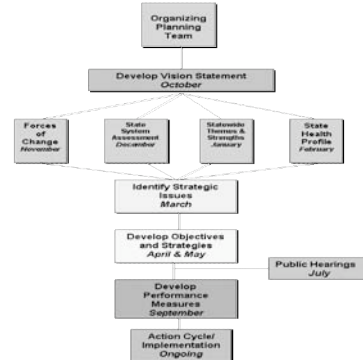 Organizing
Planning
Team
Develop Vision Statement
October
Forces
of
Change
November
State
System
Assessment
December
Statewide
Themes &
Strengths
January
State
Health
Profile
February
Identify Strategic
Issues
March
Develop Objectives
and Strategies
April & May
Public Hearings
July
Develop
Performance
Measures
September
Action Cycle/
Implementation
Ongoing